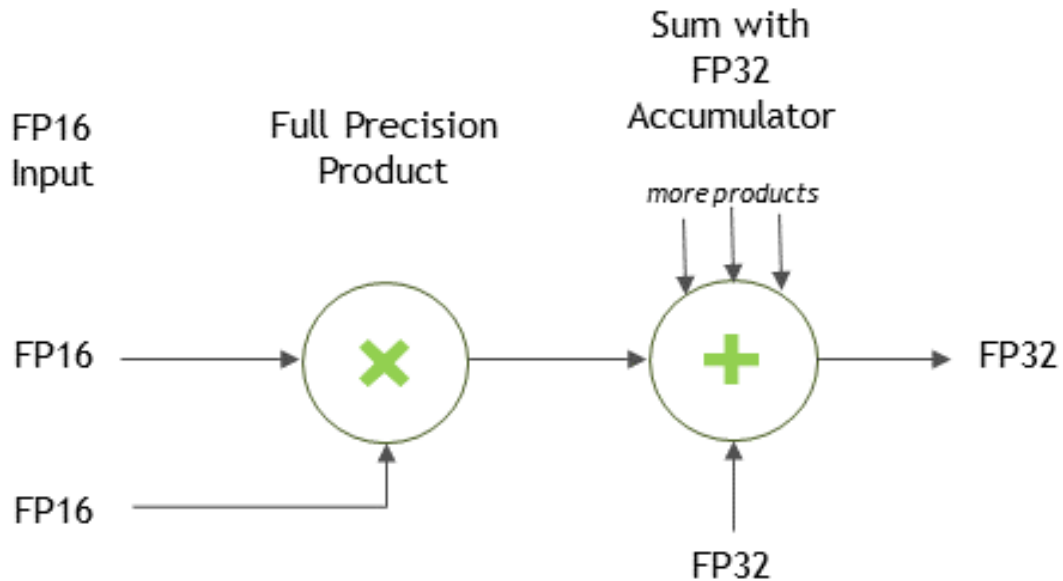 FP16
Input
Full Precision
Product
Sum with
FP32
Accumulator
more products
FP16
FP32
FP16
FP32